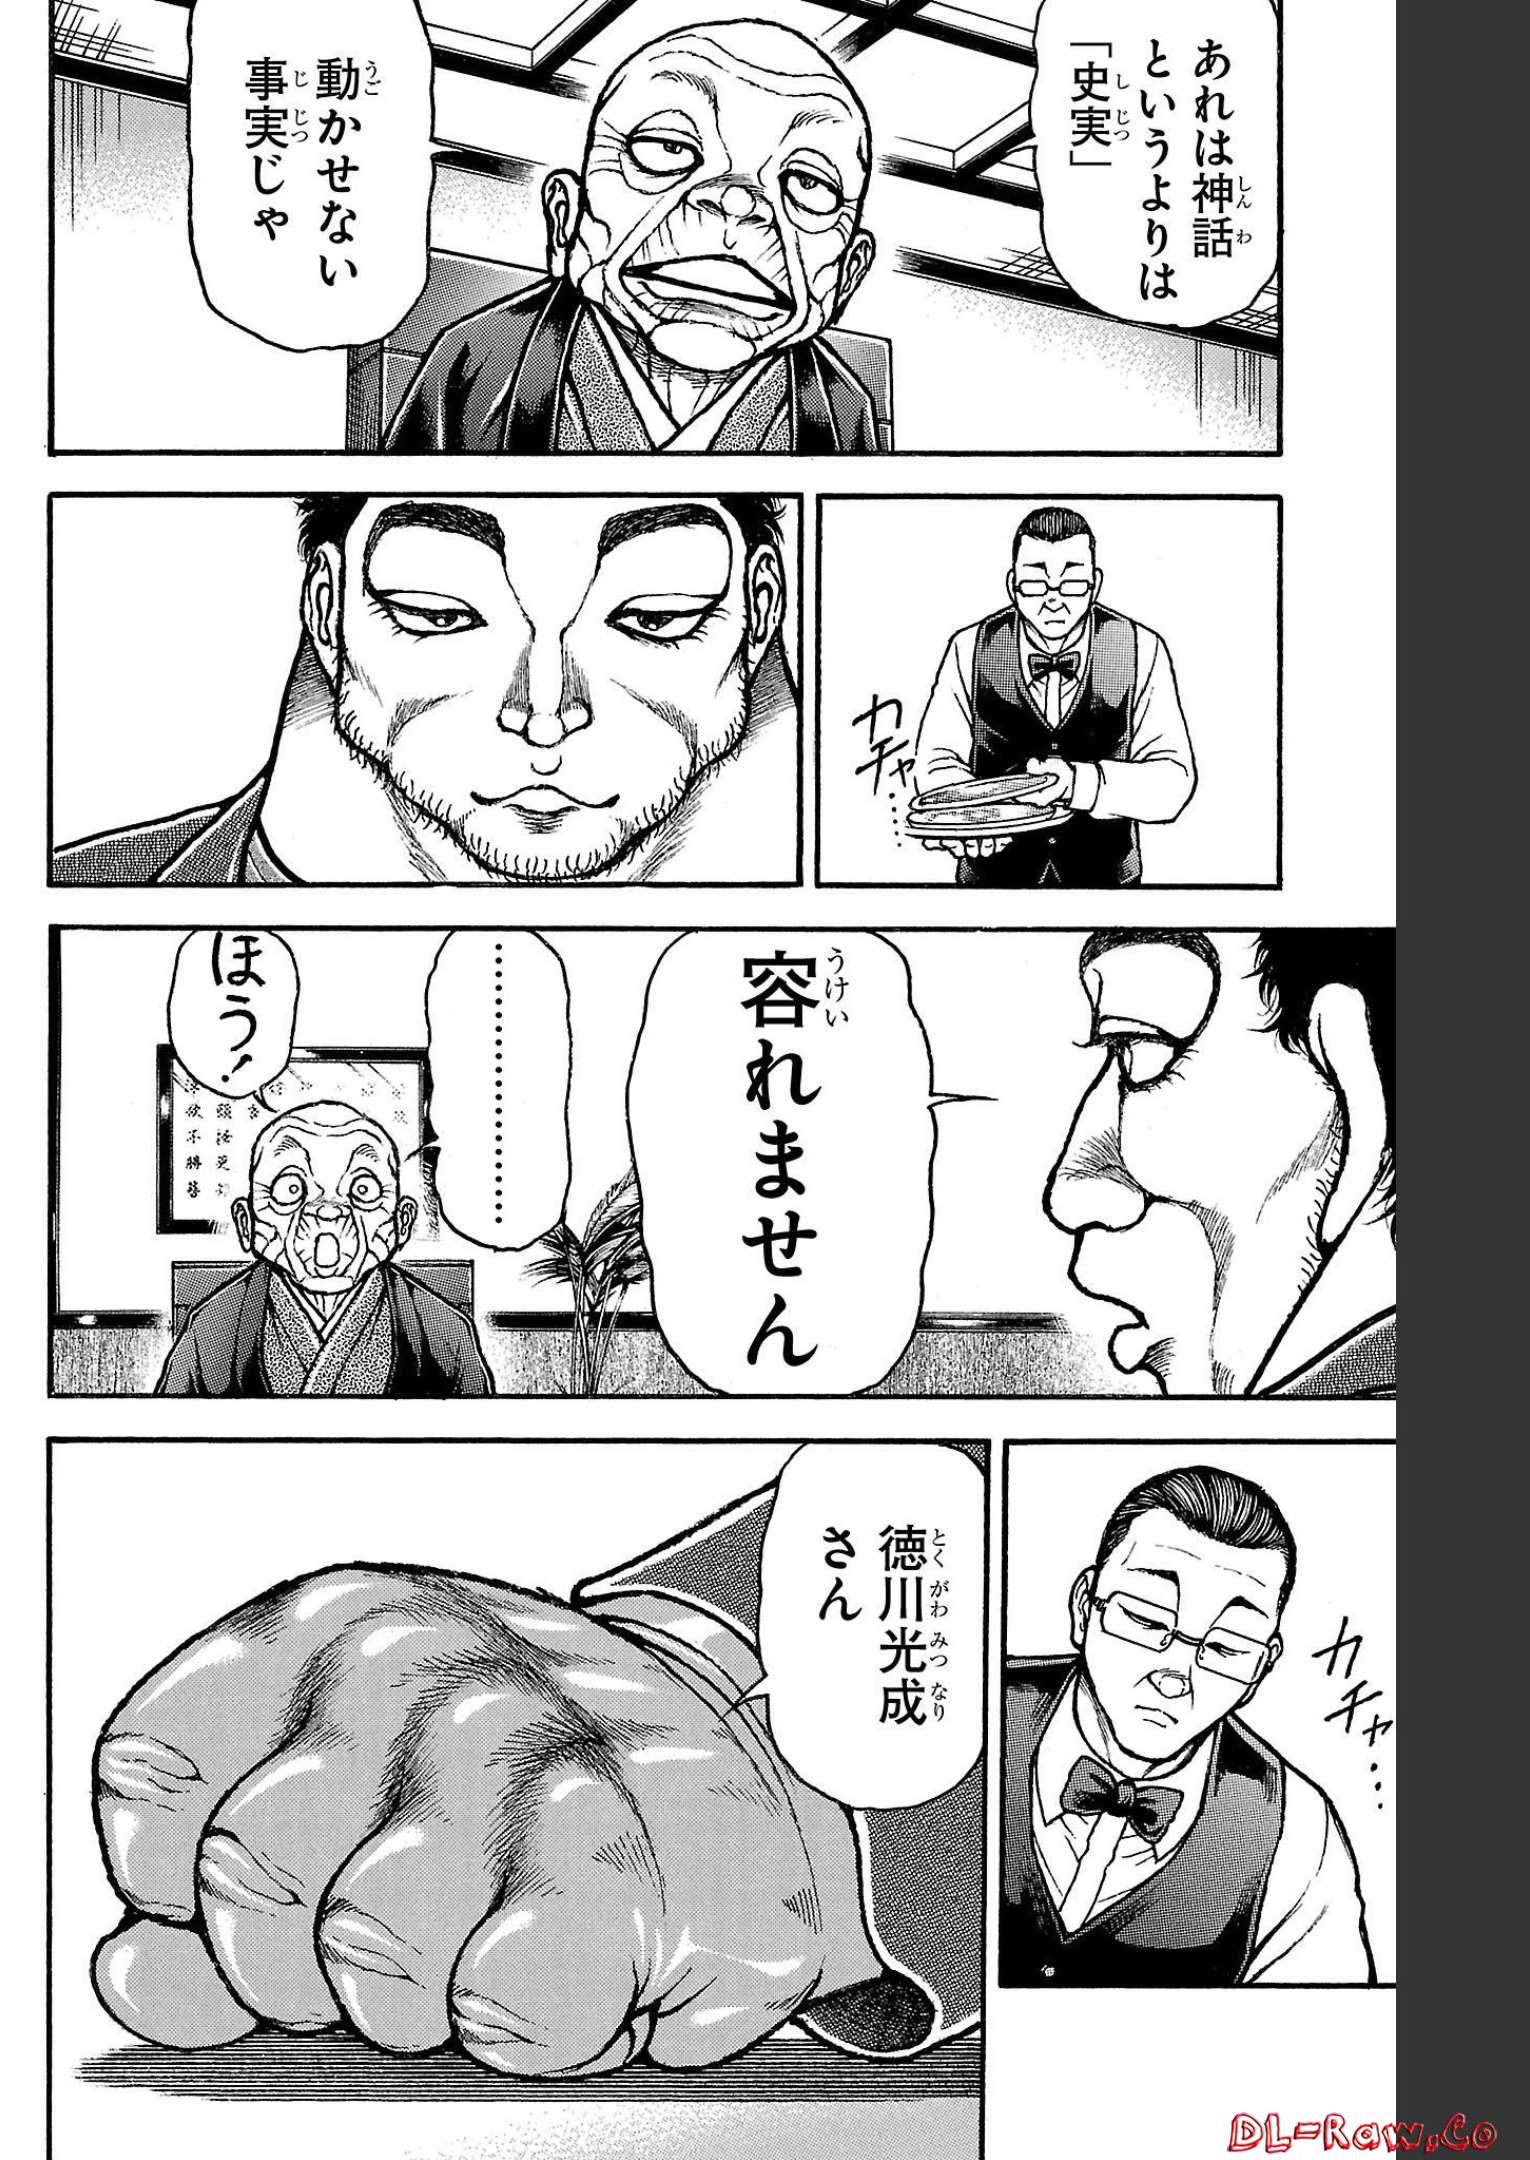 あれは神話
というよりは
「史実」
動かせない
事実じゃ
カチャ…
容れません
………………
ほう!
カチャ…
徳川光成
さん
DL-Raw.Co